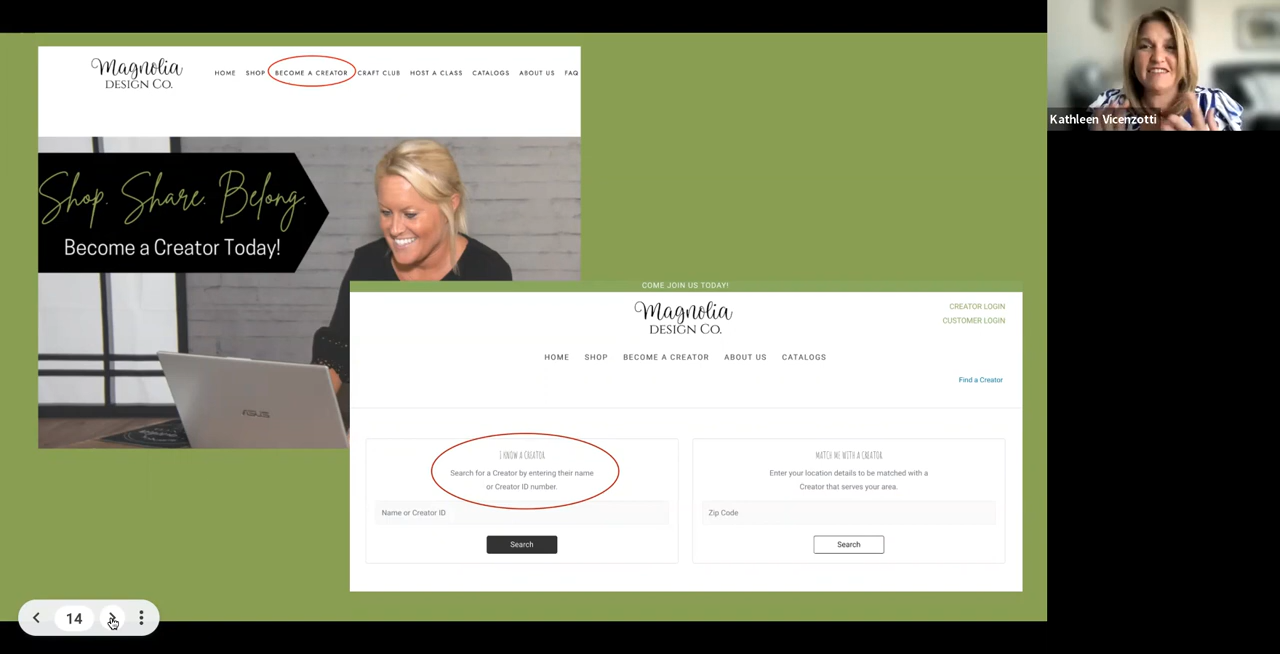 Magnolia
DESIGN CO.
HOME SHOP BECOME A CREATOR CRAFT CLUB HOST A CLASS CATALOGS ABOUT US FAQ
Shop. Share. Belong.
Become a Creator Today!
ASUS
COME JOIN US TODAY!
Magnolia
DESIGN CO.
CREATOR LOGIN
CUSTOMER LOGIN
HOME SHOP BECOME A CREATOR ABOUT US CATALOGS
Find a Creator
I KNOW A CREATOR
Search for a Creator by entering their name
or Creator ID number.
Name or Creator ID
Search
MATCH ME WITH A CREATOR
Enter your location details to be matched with a
Creator that serves your area.
Zip Code
Search
14
Kathleen Vicenzotti